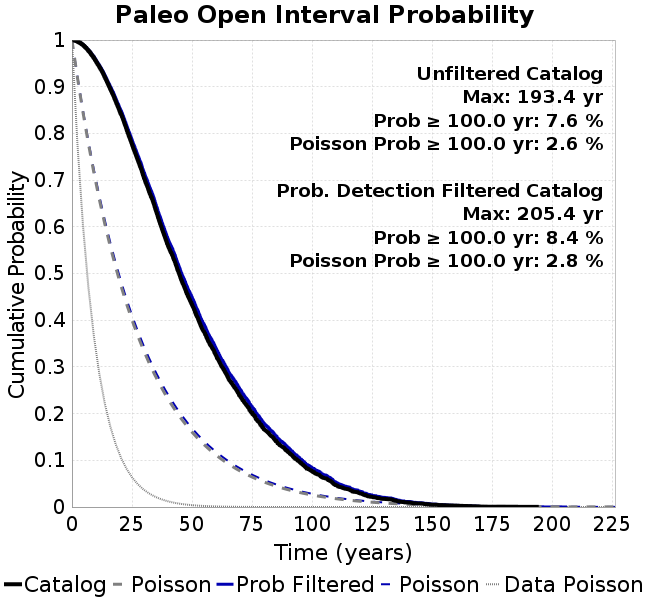 Paleo Open Interval Probability
Unfiltered Catalog
Max: 193.4 yr
Prob ≥ 100.0 yr: 7.6 %
Poisson Prob ≥ 100.0 yr: 2.6 %
Prob. Detection Filtered Catalog
Max: 205.4 yr
Prob ≥ 100.0 yr: 8.4 %
Poisson Prob ≥ 100.0 yr: 2.8 %
Cumulative Probability
1
0.9
0.8
0.7
0.6
0.5
0.4
0.3
0.2
0.1
0
0 25 50 75 100 125 150 175 200 225
Time (years)
Catalog Poisson Prob Filtered Poisson Data Poisson